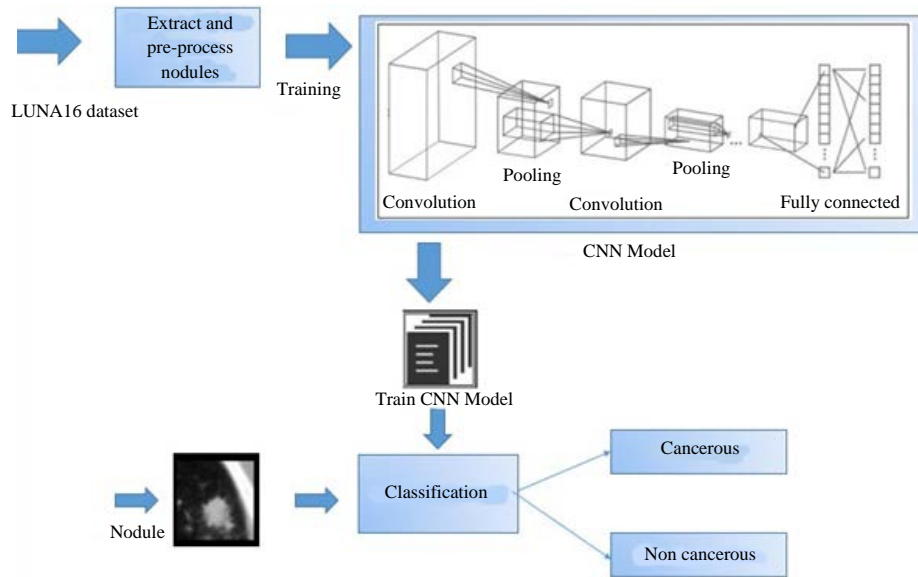 Extract and
pre-process
nodules
LUNA16 dataset
Training
Convolution
Pooling
Convolution
Pooling
...
Fully connected
CNN Model
Train CNN Model
Nodule
Classification
Cancerous
Non cancerous